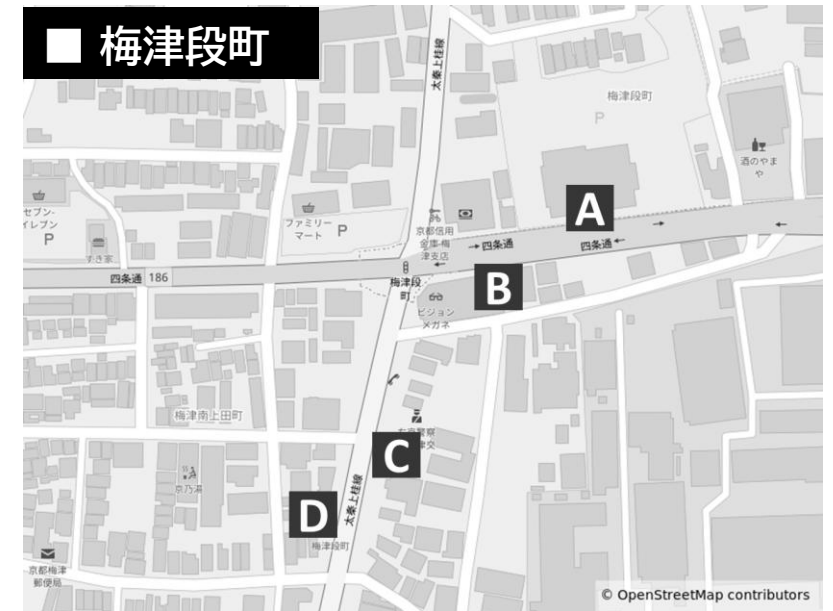 ■ 梅津段町
太秦上桂線
梅津段町
P
酒のやま
や
A
セブン-
イレブン
P
すき家
ファミリー
マート
P
京都信用
金庫・梅
津支店
四条通
四条通
四条通
186
梅津段
町
B
ビジョン
メガネ
梅津南上田町
C
京乃湯
D
太秦上桂線
梅津段町
京都梅津
郵便局
© OpenStreetMap contributors